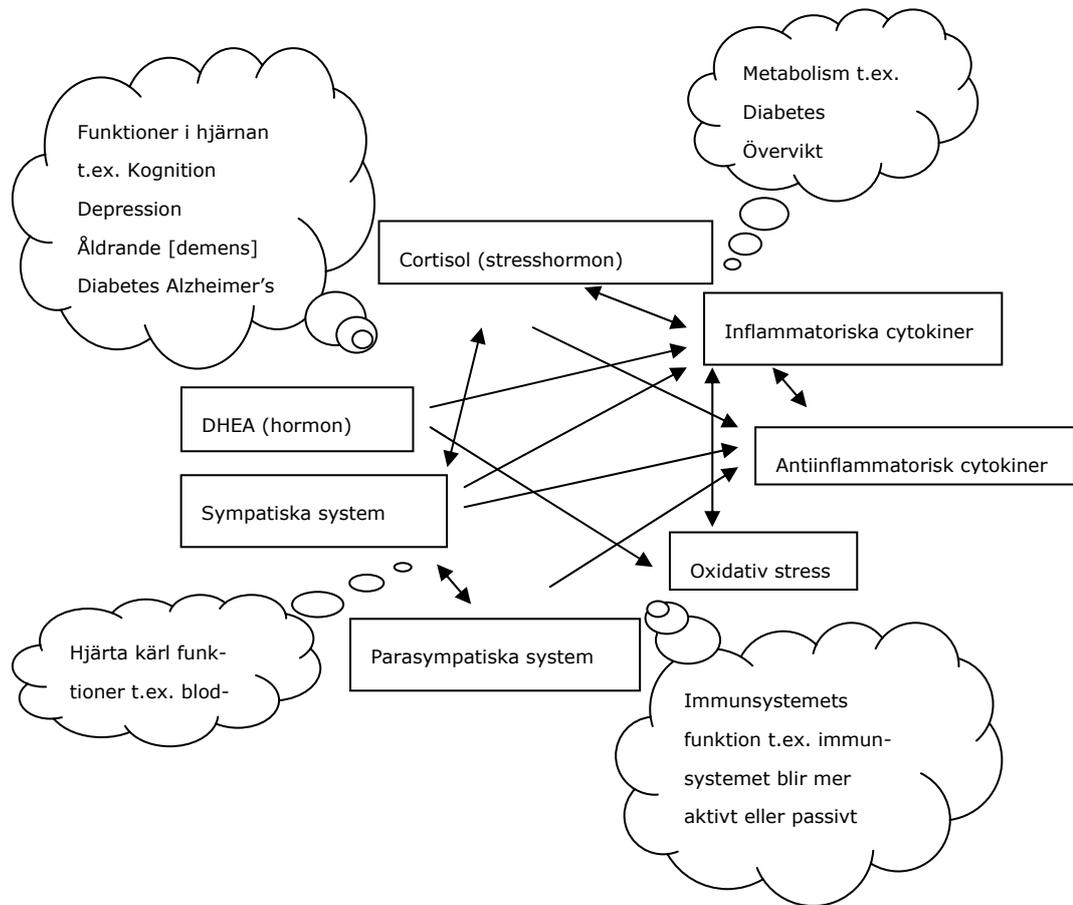 Funktioner i hjärnan
t.ex. Kognition
Depression
Åldrande [demens]
Diabetes Alzheimer’s
Metabolism t.ex.
Diabetes
Övervikt
Cortisol (stresshormon)
Inflammatoriska cytokiner
DHEA (hormon)
Antiinflammatorisk cytokiner
Sympatiska system
Oxidativ stress
Parasympatiska system
Hjärta kärl funk-
tioner t.ex. blod-
Immunsystemets
funktion t.ex. immun-
systemet blir mer
aktivt eller passivt